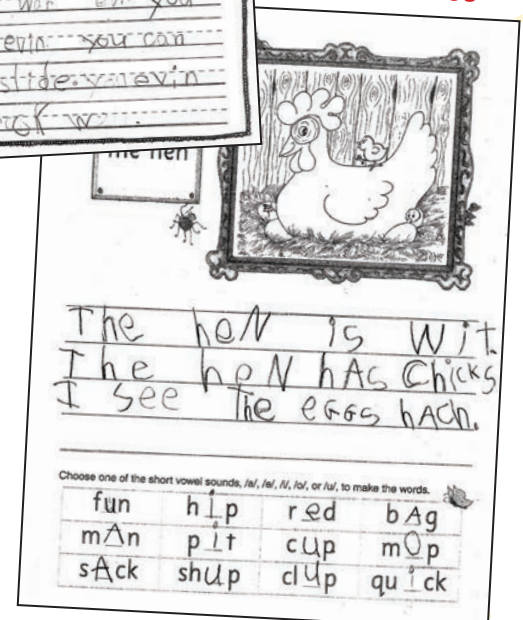 you
evin you can
slide evin
the hen
The heN is Wit.
The heN hAs Chicks
I see The eGGs hAch.
Choose one of the short vowel sounds, /a/, /e/, /i/, /o/, or /u/, to make the words.
fun hip red bAg
mAn pit cup mOp
sAck shup clUp quick